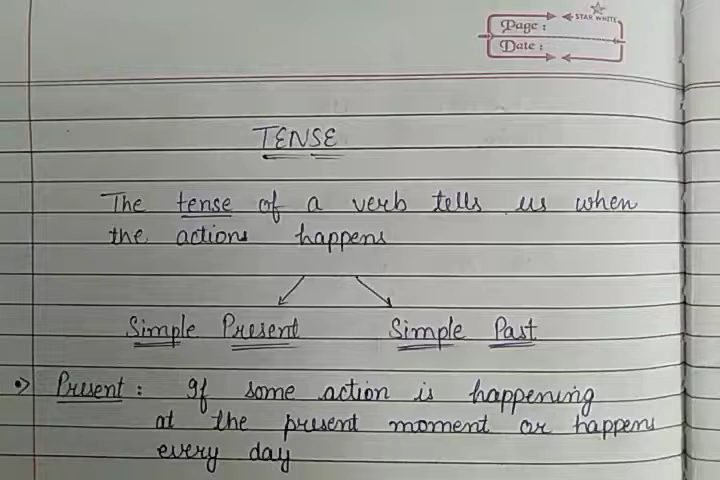 STAR WHITE
Page :
Date :
TENSE
The tense of a verb tells us when
the actions happens
Simple Present Simple Past
Present : If some action is happening
at the present moment or happens
every day